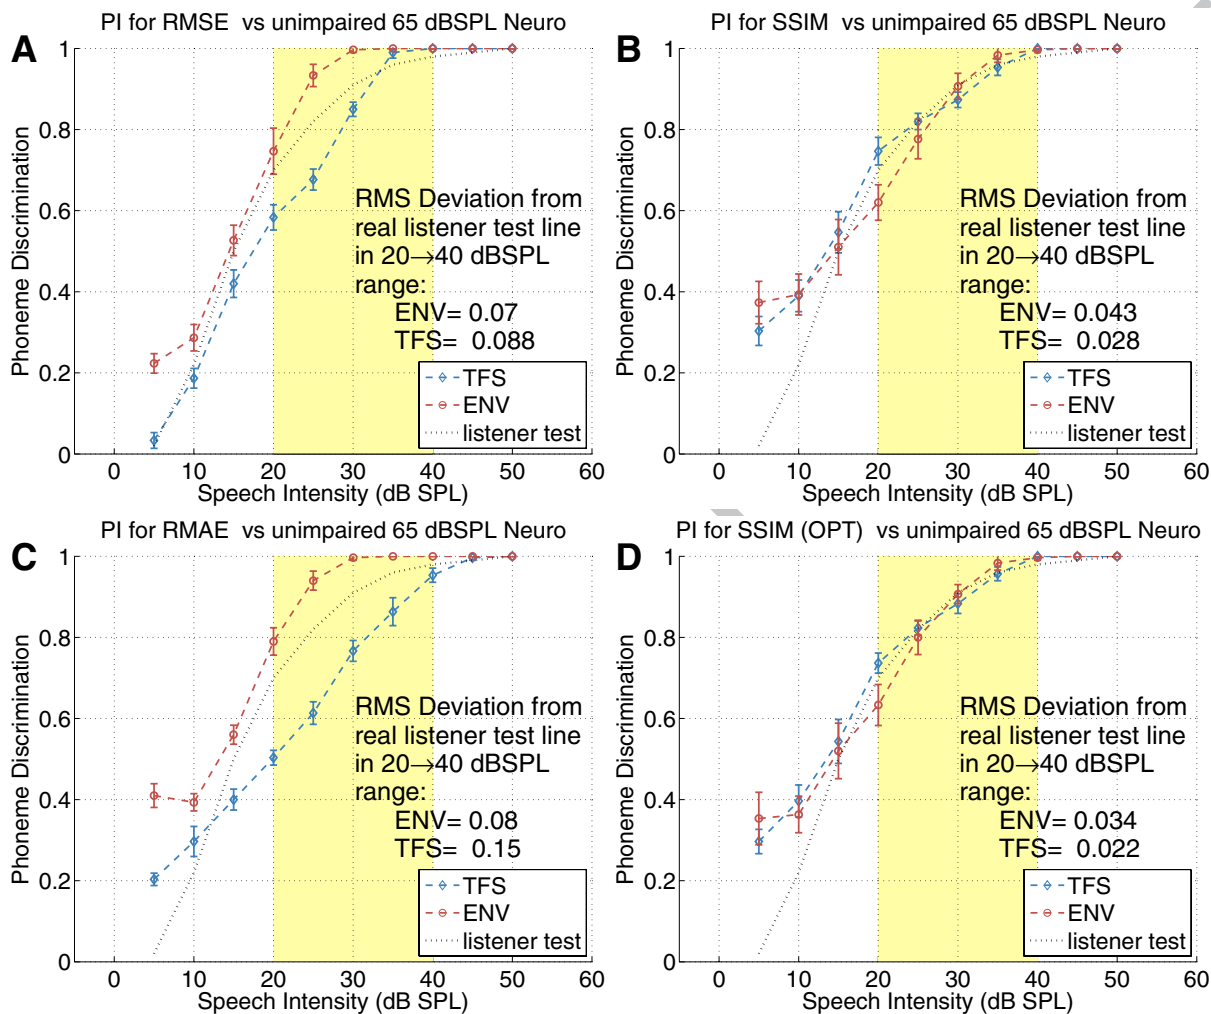 PI for RMSE vs unimpaired 65 dBSPL Neuro
A
1
0.8
0.6
0.4
0.2
0
Phoneme Discrimination
RMS Deviation from
real listener test line
in 20→40 dBSPL
range:
ENV= 0.07
TFS= 0.088
TFS
ENV
listener test
0 10 20 30 40 50 60
Speech Intensity (dB SPL)
PI for SSIM vs unimpaired 65 dBSPL Neuro
B
1
0.8
0.6
0.4
0.2
0
Phoneme Discrimination
RMS Deviation from
real listener test line
in 20→40 dBSPL
range:
ENV= 0.043
TFS= 0.028
TFS
ENV
listener test
0 10 20 30 40 50 60
Speech Intensity (dB SPL)
PI for RMAE vs unimpaired 65 dBSPL Neuro
C
1
0.8
0.6
0.4
0.2
0
Phoneme Discrimination
RMS Deviation from
real listener test line
in 20→40 dBSPL
range:
ENV= 0.08
TFS= 0.15
TFS
ENV
listener test
0 10 20 30 40 50 60
Speech Intensity (dB SPL)
PI for SSIM (OPT) vs unimpaired 65 dBSPL Neuro
D
1
0.8
0.6
0.4
0.2
0
Phoneme Discrimination
RMS Deviation from
real listener test line
in 20→40 dBSPL
range:
ENV= 0.034
TFS= 0.022
TFS
ENV
listener test
0 10 20 30 40 50 60
Speech Intensity (dB SPL)